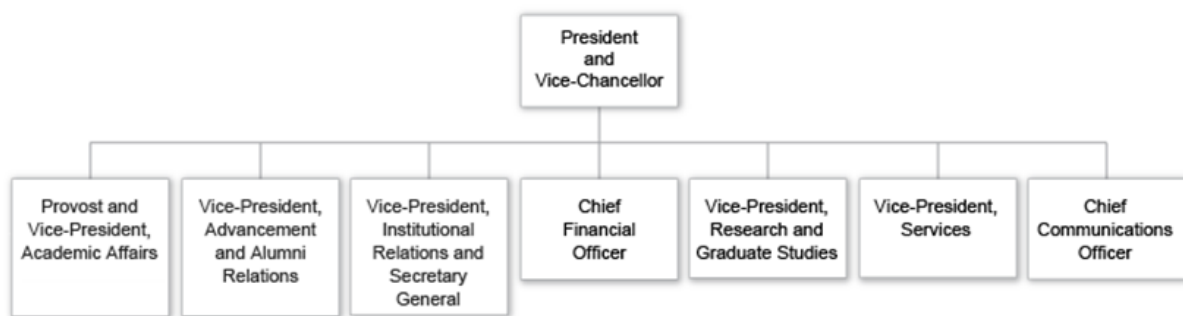 President
and
Vice-Chancellor
Provost and
Vice-President,
Academic Affairs
Vice-President,
Advancement
and Alumni
Relations
Vice-President,
Institutional
Relations and
Secretary
General
Chief
Financial
Officer
Vice-President,
Research and
Graduate Studies
Vice-President,
Services
Chief
Communications
Officer